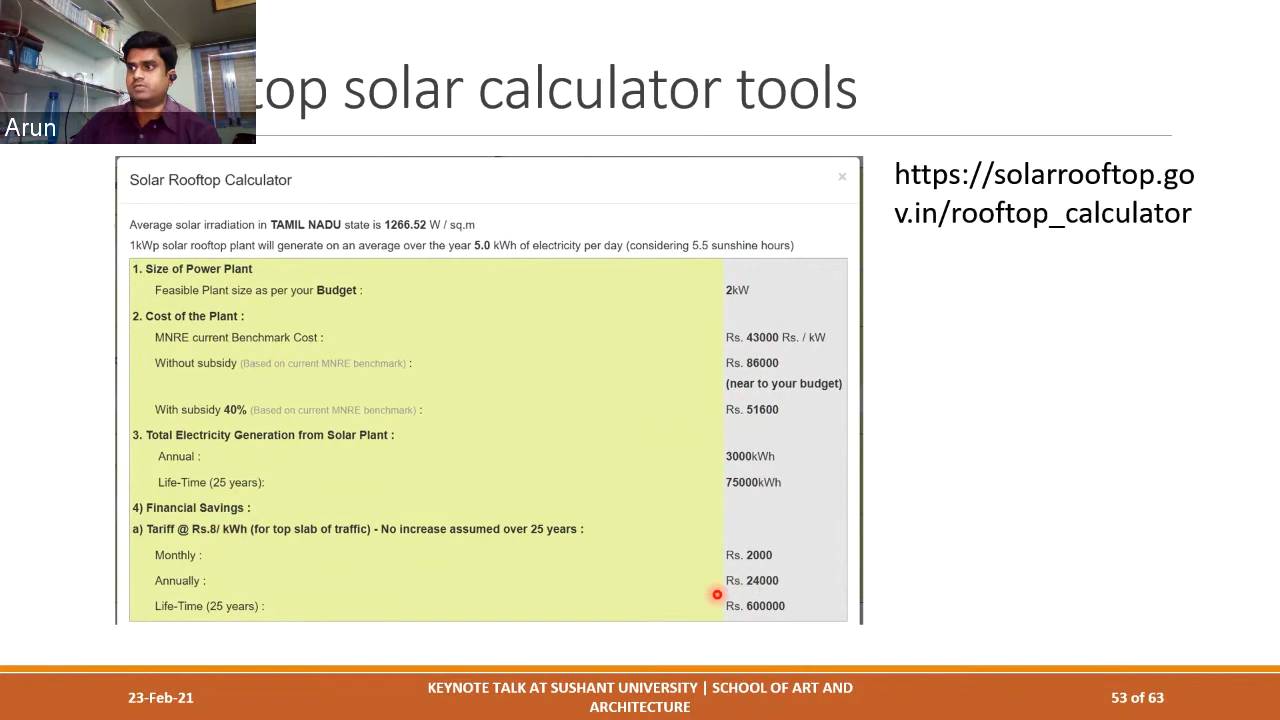 Arun
top solar calculator tools
Solar Rooftop Calculator ×
Average solar irradiation in TAMIL NADU state is 1266.52 W / sq.m
1kWp solar rooftop plant will generate on an average over the year 5.0 kWh of electricity per day (considering 5.5 sunshine hours)
1. Size of Power Plant
Feasible Plant size as per your Budget : 2kW
2. Cost of the Plant :
MNRE current Benchmark Cost : Rs. 43000 Rs. / kW
Without subsidy (Based on current MNRE benchmark) : Rs. 86000
(near to your budget)
With subsidy 40% (Based on current MNRE benchmark) : Rs. 51600
3. Total Electricity Generation from Solar Plant :
Annual : 3000kWh
Life-Time (25 years): 75000kWh
4) Financial Savings :
a) Tariff @ Rs.8/ kWh (for top slab of traffic) - No increase assumed over 25 years :
Monthly : Rs. 2000
Annually : Rs. 24000
Life-Time (25 years) : Rs. 600000
https://solarrooftop.go
v.in/rooftop_calculator
23-Feb-21
KEYNOTE TALK AT SUSHANT UNIVERSITY | SCHOOL OF ART AND
ARCHITECTURE
53 of 63